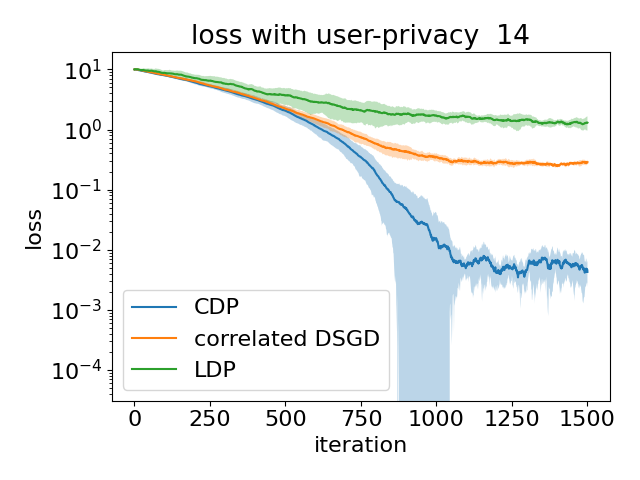 loss with user-privacy  14
10^1
10^0
10^-1
10^-2
10^-3
10^-4
loss
CDP
correlated DSGD
LDP
0 250 500 750 1000 1250 1500
iteration